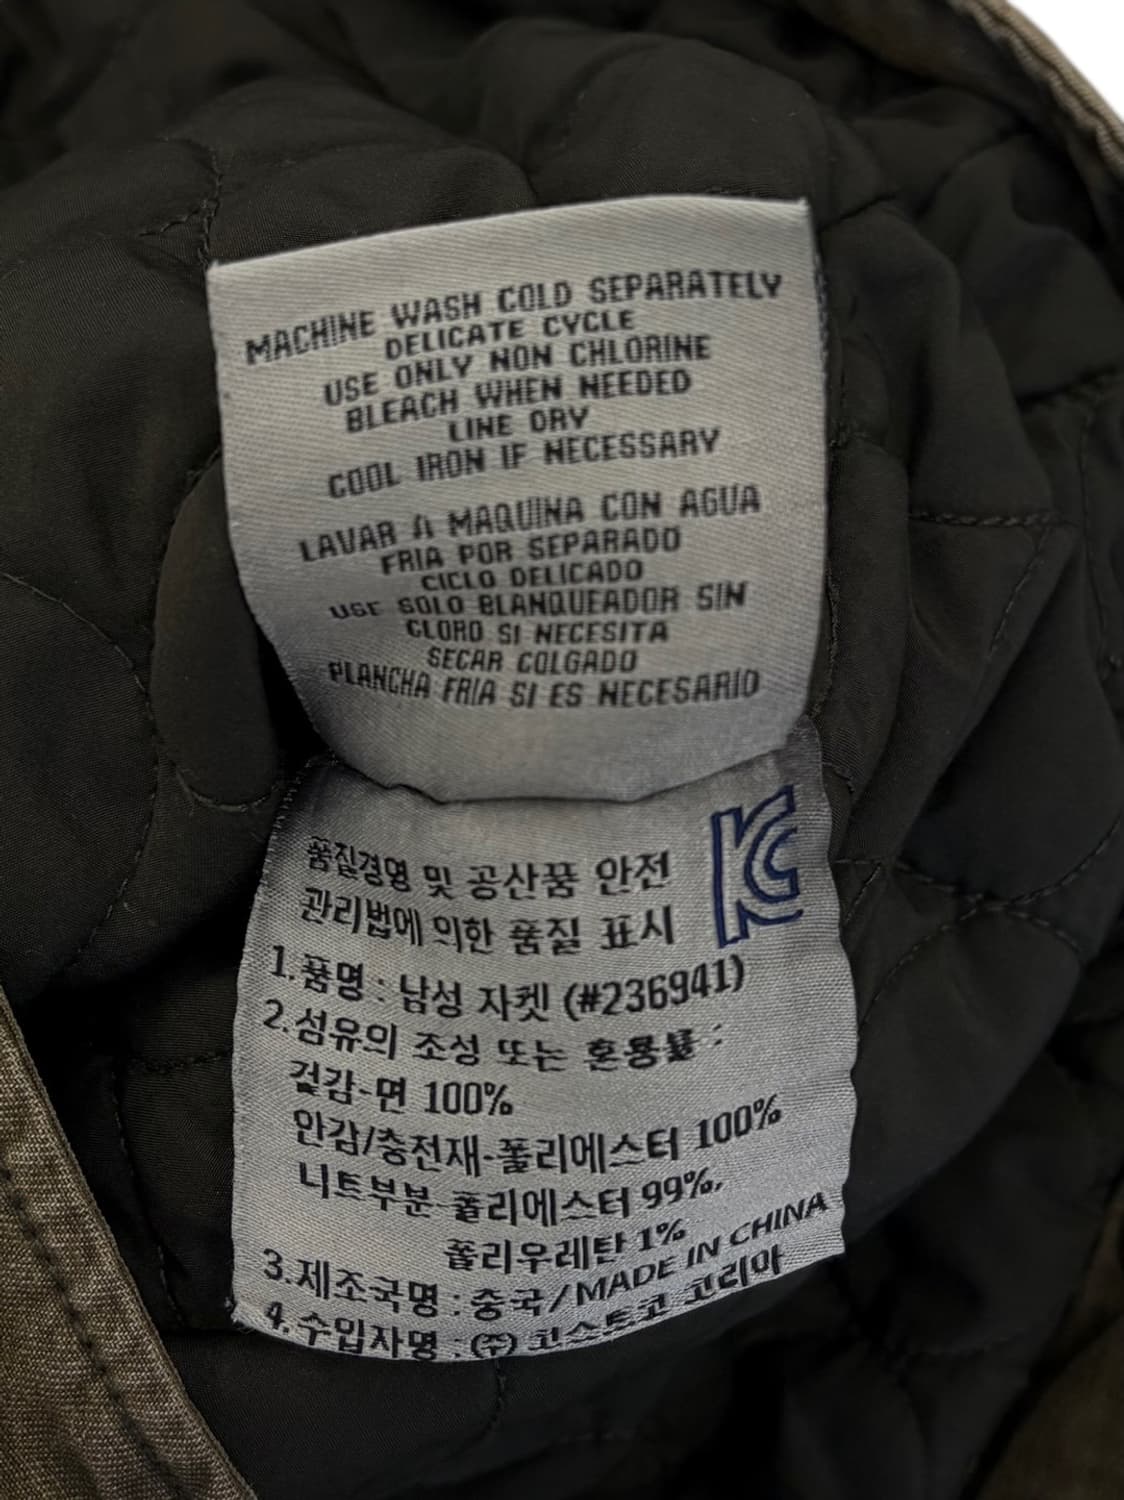 MACHINE WASH COLD SEPARATELY
DELICATE CYCLE
USE ONLY NON CHLORINE
BLEACH WHEN NEEDED
LINE DRY
COOL IRON IF NECESSARY
LAVAR A MAQUINA CON AGUA
FRIA POR SEPARADO
CICLO DELICADO
USE SOLO BLANQUEADOR SIN
CLORO SI NECESITA
SECAR COLGADO
PLANCHA FRIA SI ES NECESARIO
KC
품질경영 및 공산품 안전
관리법에 의한 품질 표시
1.품명 : 남성 자켓 (#236941)
2.섬유의 조성 또는 혼용률 :
겉감-면 100%
안감/충전재-폴리에스터 100%
니트부분-폴리에스터 99%,
폴리우레탄 1%
3.제조국명 : 중국/MADE IN CHINA
4.수입자명 : ㈜ 코스트코 코리아